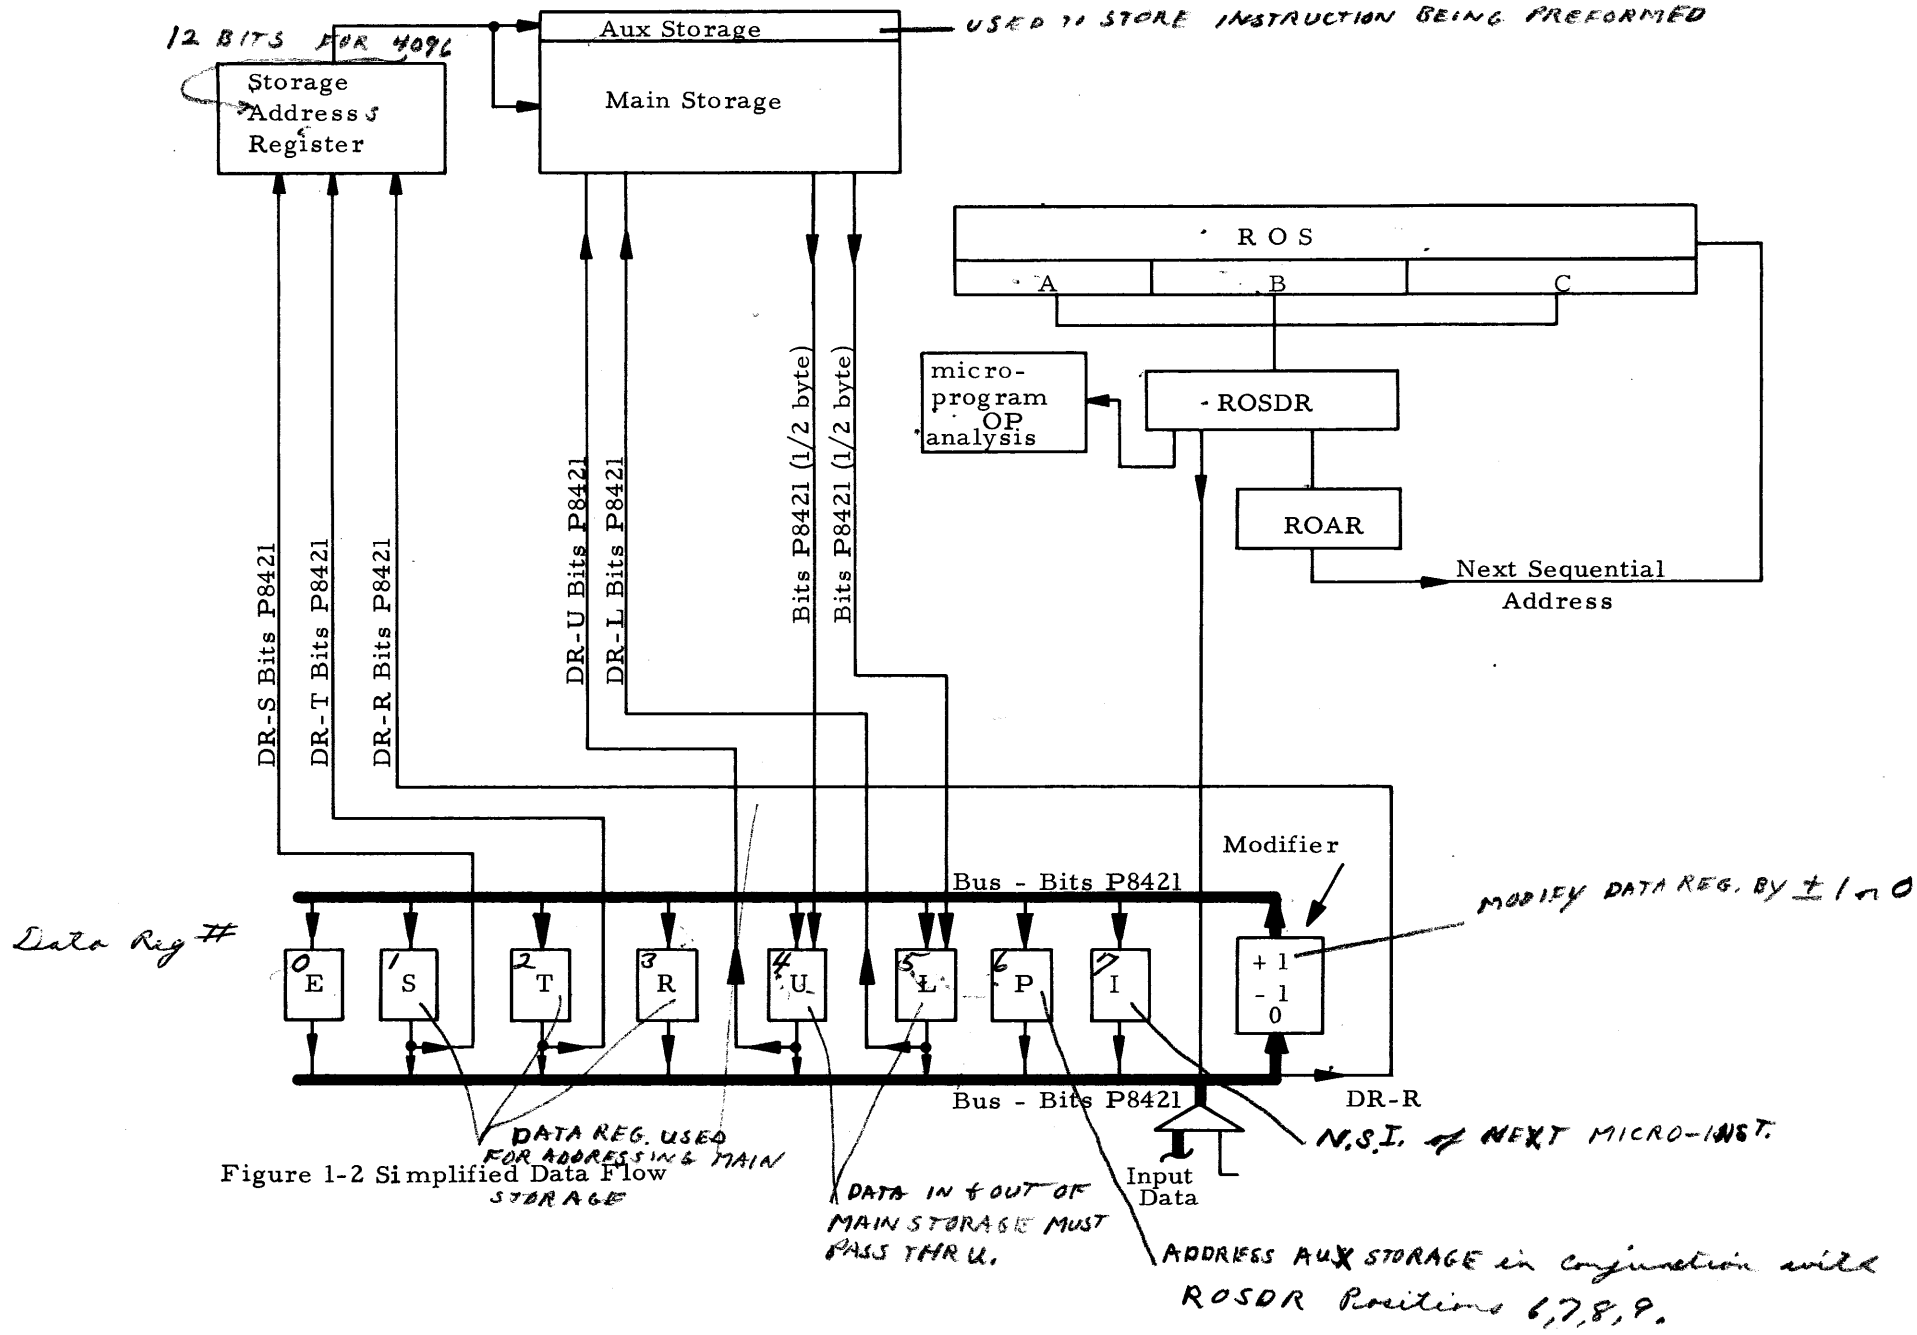 USED TO STORE INSTRUCTION BEING PREFORMED
Aux Storage
12 BITS FOR 4096
Storage
Address S
Register
Main Storage
R O S
A B C
micro-
program
OP
analysis
ROSDR
ROAR
Next Sequential
Address
DR-S Bits P8421
DR-T Bits P8421
DR-R Bits P8421
DR-U Bits P8421
DR-L Bits P8421
Bits P8421 (1/2 byte)
Bits P8421 (1/2 byte)
Modifier
Bus - Bits P8421
MODIFY DATA REG. BY ± 1 or 0
Data Reg #
0 1 2 3 4 5 6 7
E S T R U L P I
+ 1
- 1
0
Bus - Bits P8421
DR-R
N.S.I. of NEXT MICRO-INST.
DATA REG. USED
FOR ADDRESSING MAIN
STORAGE
Figure 1-2 Simplified Data Flow
Input
Data
DATA IN & OUT OF
MAIN STORAGE MUST
PASS THRU.
ADDRESS AUX STORAGE in conjunction with
ROSDR Positions 6,7,8,9.